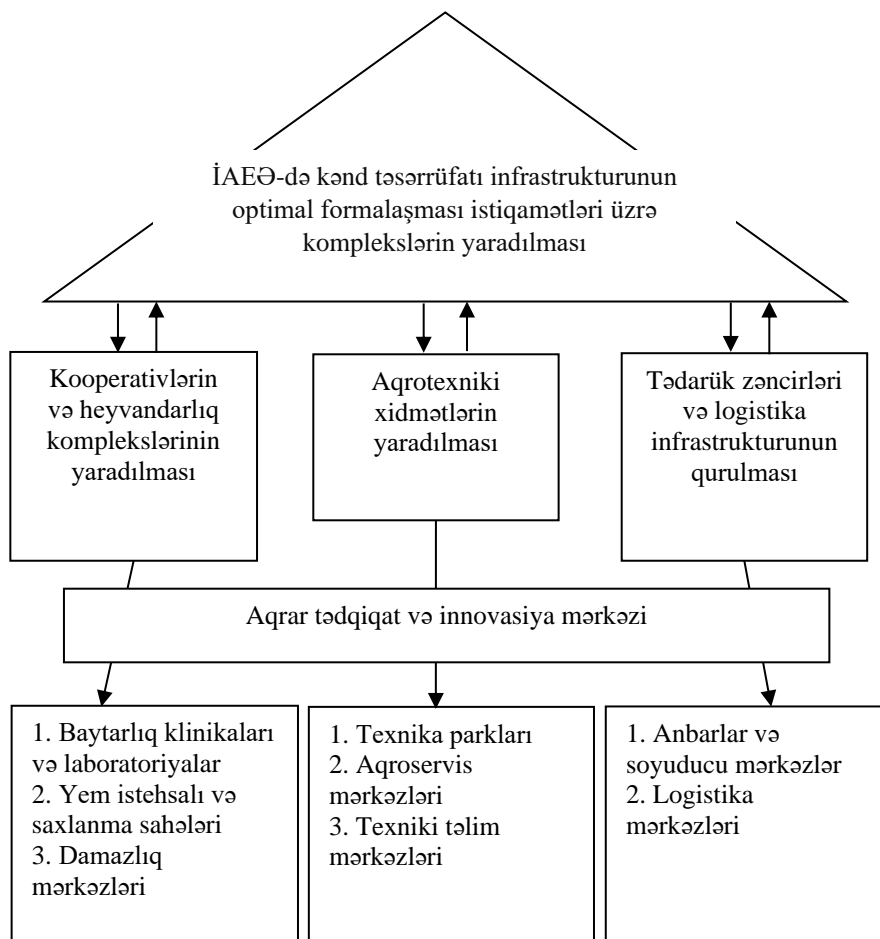 İAEƏ-də kənd təsərrüfatı infrastrukturunun
optimal formalaşması istiqamətləri üzrə
komplekslərin yaradılması
Kooperativlərin
və heyvandarlıq
komplekslərinin
yaradılması
Aqrotexniki
xidmətlərin
yaradılması
Tədarük zəncirləri
və logistika
infrastrukturunun
qurulması
Aqrar tədqiqat və innovasiya mərkəzi
1. Baytarlıq klinikaları
və laboratoriyalar
2. Yem istehsalı və
saxlanma sahələri
3. Damazlıq
mərkəzləri
1. Texnika parkları
2. Aqroservis
mərkəzləri
3. Texniki təlim
mərkəzləri
1. Anbarlar və
soyuducu mərkəzlər
2. Logistika
mərkəzləri